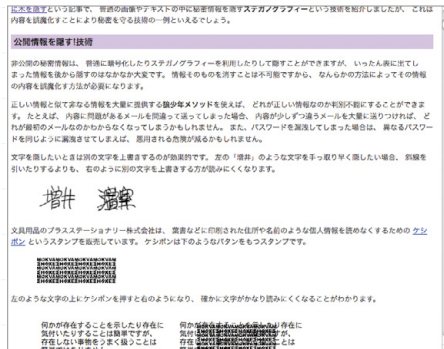 に木を隠すという記事で、 普通の画像やテキストの中に秘密情報を隠すステガノグラフィーという技術を紹介しましたが、 これは
内容を誤魔化すことにより秘密を守る技術の一例といえるでしょう。
公開情報を隠す!技術
非公開の秘密情報は、 普通に暗号化したりステガノグラフィーを利用したりして隠すことができますが、 いったん表に出てし
まった情報を後から隠すのはなかなか大変です。 情報そのものを消すことは不可能ですから、 なんらかの方法によってその情報
の内容を誤魔化す方が必要になります。
正しい情報と似て非なる情報を大量に提供する狼少年メソッドを使えば、 どれが正しい情報なのか判別不能にすることができま
す。 たとえば、 内容に問題があるメールを間違って送ってしまった場合、 内容が少しずつ違うメールを大量に送りつければ、 ど
れが最初のメールなのかわからなくなってしまうかもしれません。 また、パスワードを漏洩してしまった場合は、 異なるパスワー
ドを同じように漏洩させてしまえば、 悪用される危険が減るかもしれません。
文字を隠したいときは別の文字を上書きするのが効果的です。 左の「増井」のような文字を手っ取り早く隠したい場合、 斜線を
引いたりするよりも、 右のように別の文字を上書きする方が読みにくくなります。
増井
文具用品のプラスステーショナリー株式会社は、 葉書などに印刷された住所や名前のような個人情報を読めなくするための ケシ
ポン というスタンプを販売しています。 ケシポンは下のようなパタンをもつスタンプです。
左のような文字の上にケシポンを押すと右のようになり、 確かに文字がかなり読みにくくなることがわかります。
何かが存在することを示したり存在に 何かが存在することを示したり存在に
気付いたりすることは簡単ですが、 気付い
存在しない事物をうまく扱うことは 存在